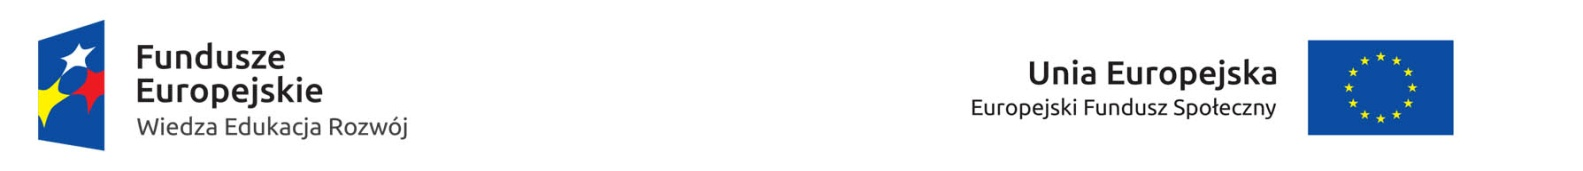 Fundusze
Europejskie
Wiedza Edukacja Rozwój
Unia Europejska
Europejski Fundusz Społeczny